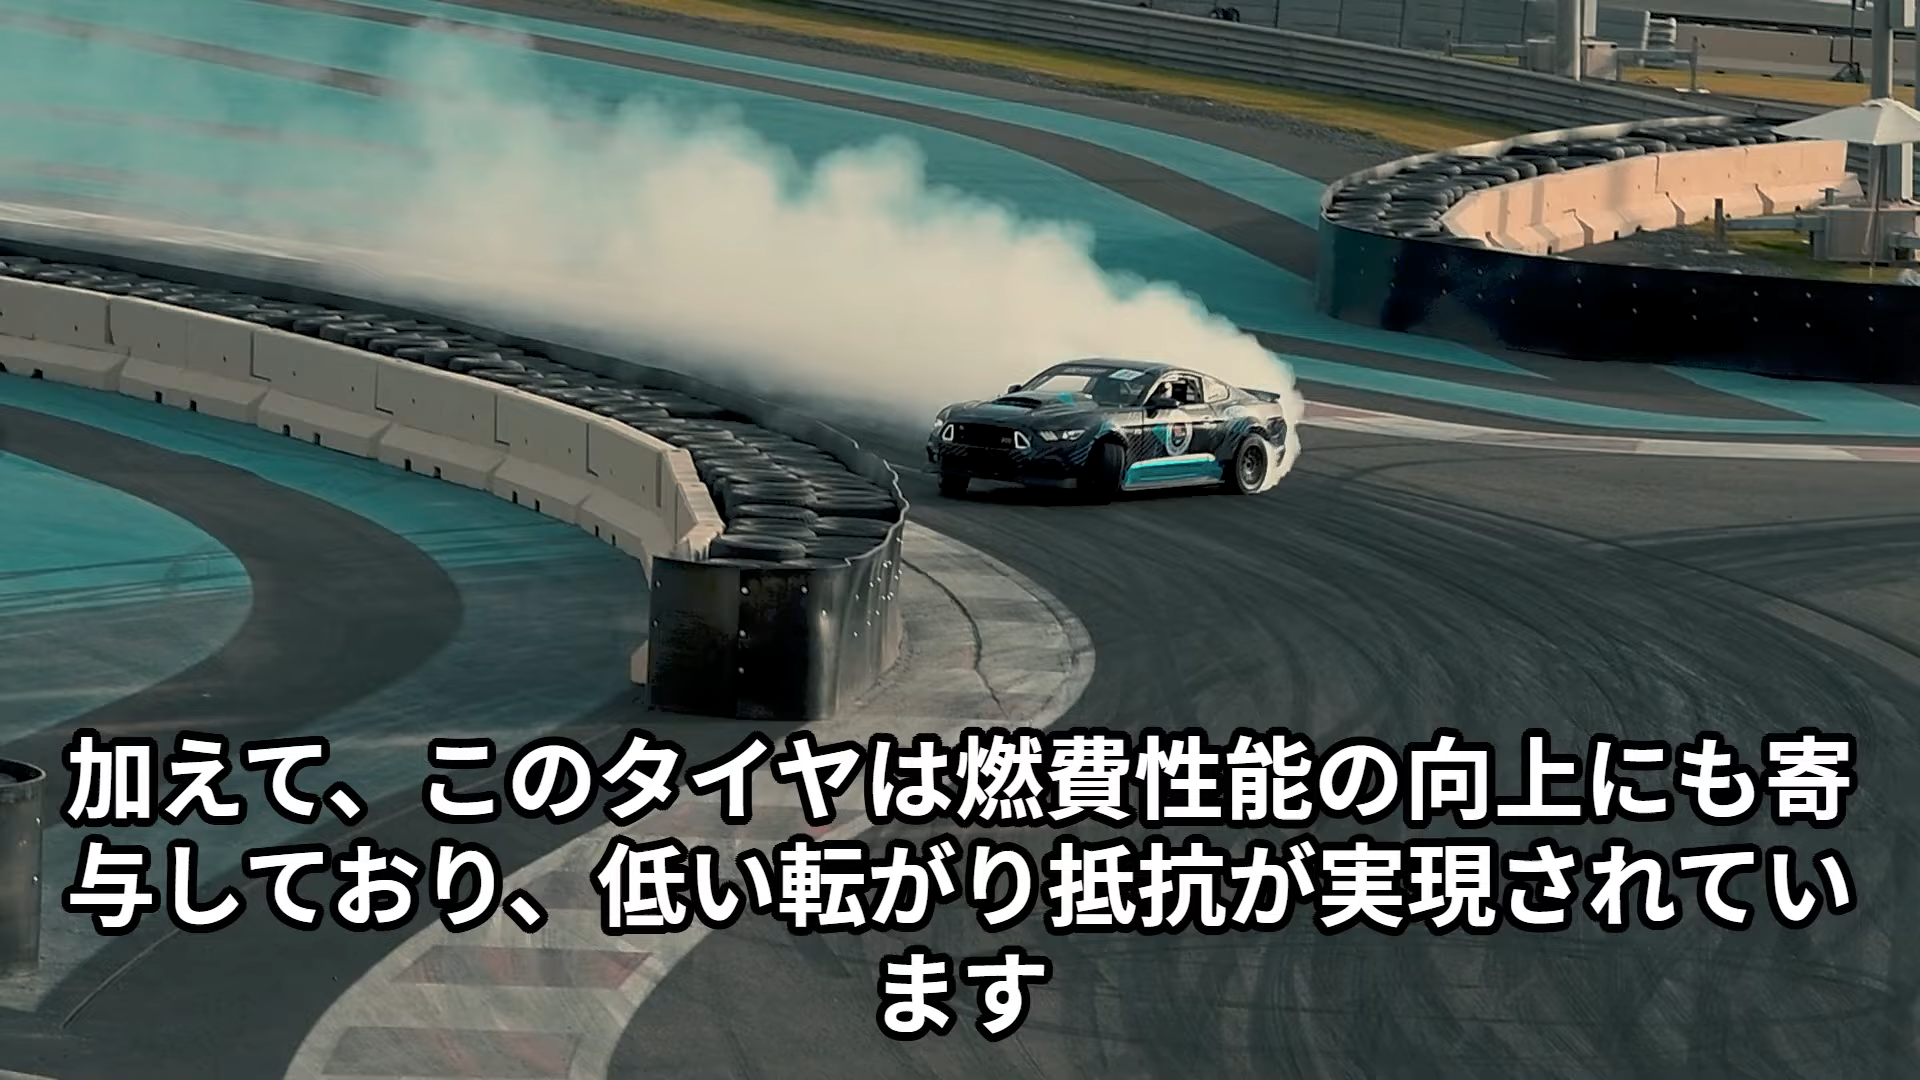 加えて、このタイヤは燃費性能の向上にも寄
与しており、低い転がり抵抗が実現されてい
ます